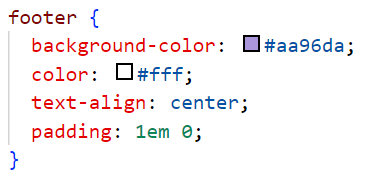 footer {
    background-color: #aa96da;
    color: #fff;
    text-align: center;
    padding: 1em 0;
}